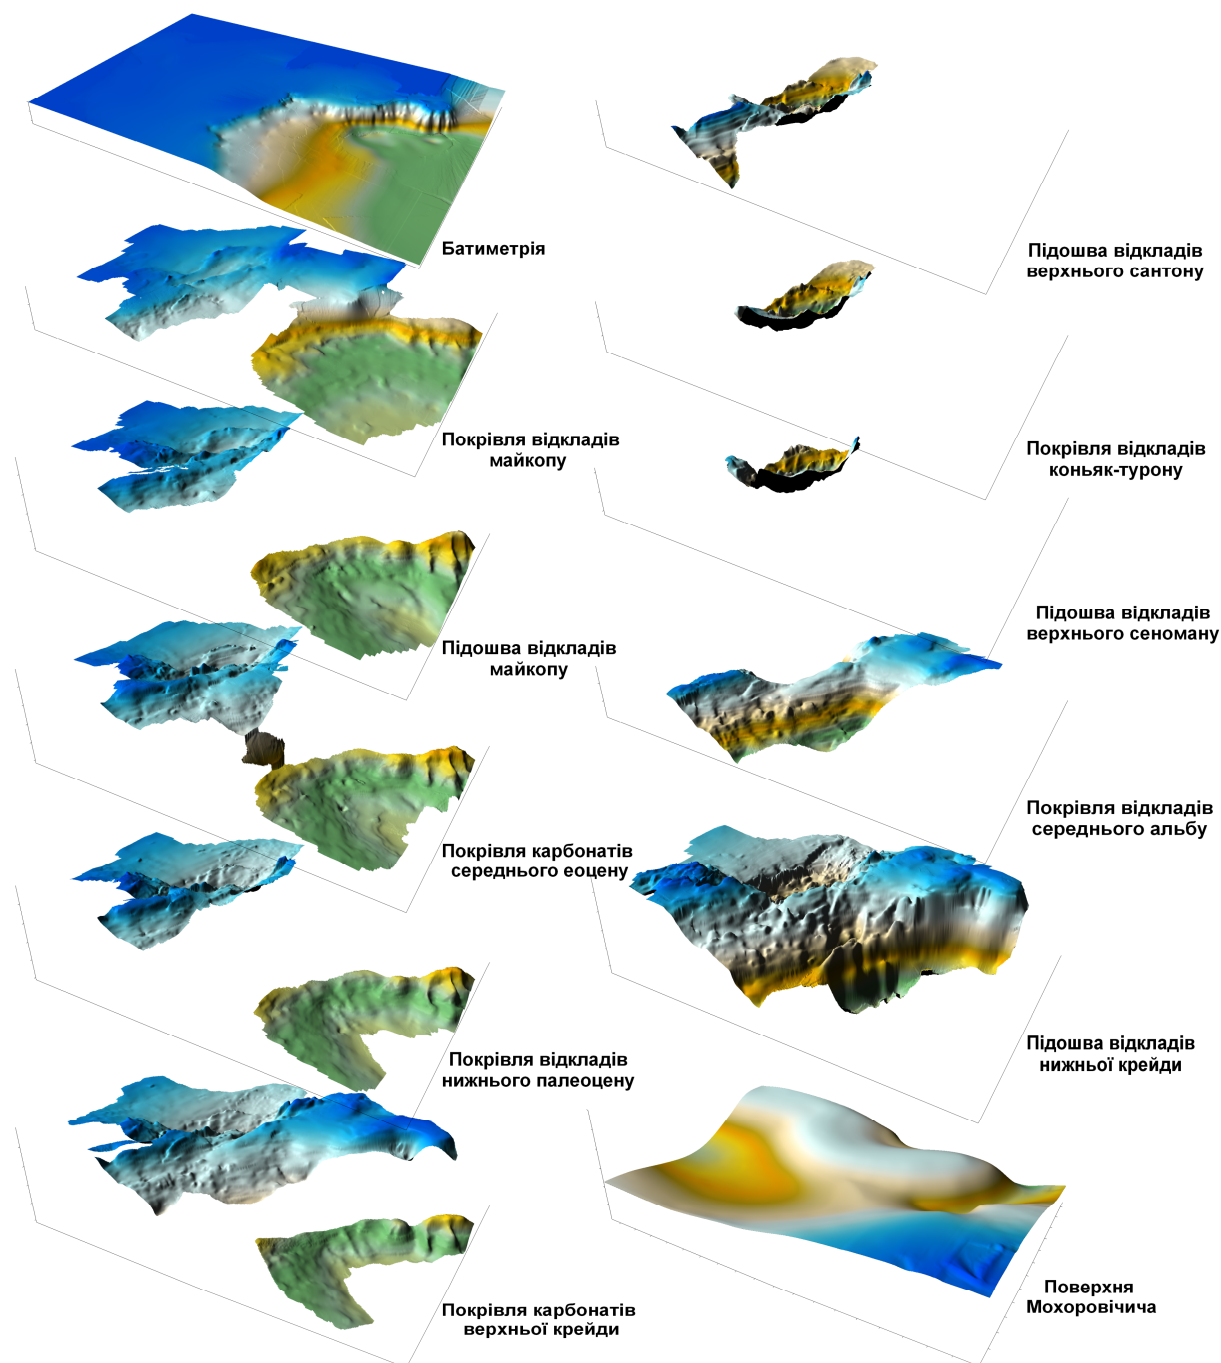 Батиметрія
Покрівля відкладів
майкопу
Підошва відкладів
майкопу
Покрівля карбонатів
середнього еоцену
Покрівля відкладів
нижнього палеоцену
Покрівля карбонатів
верхньої крейди
Підошва відкладів
верхнього сантону
Покрівля відкладів
коньяк-турону
Підошва відкладів
верхнього сеноману
Покрівля відкладів
середнього альбу
Підошва відкладів
нижньої крейди
Поверхня
Мохоровічича